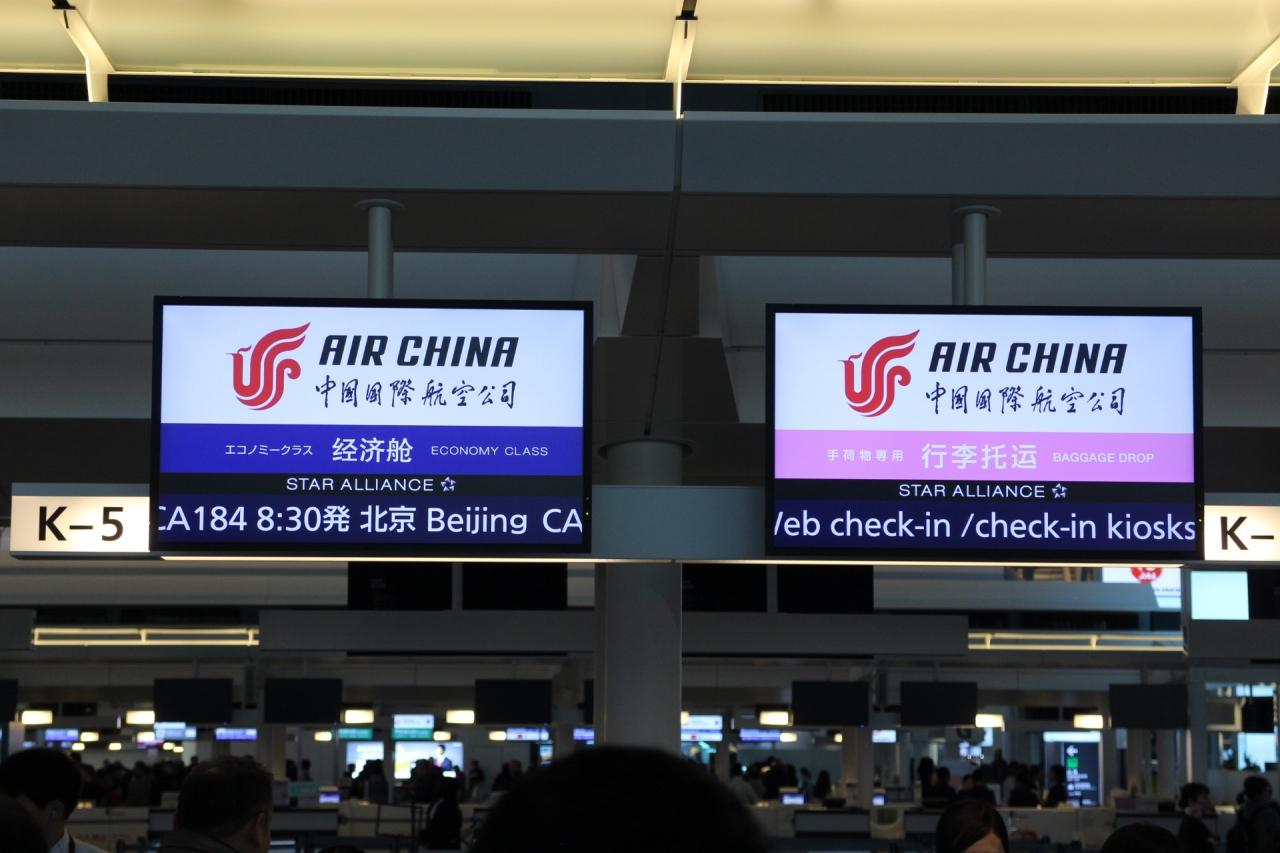 AIR CHINA
中国国際航空公司
エコノミークラス 经济舱 ECONOMY CLASS
STAR ALLIANCE
K-5
CA184 8:30発 北京 Beijing CA
AIR CHINA
中国国際航空公司
手荷物専用 行李托运 BAGGAGE DROP
STAR ALLIANCE
Web check-in /check-in kiosks
K-